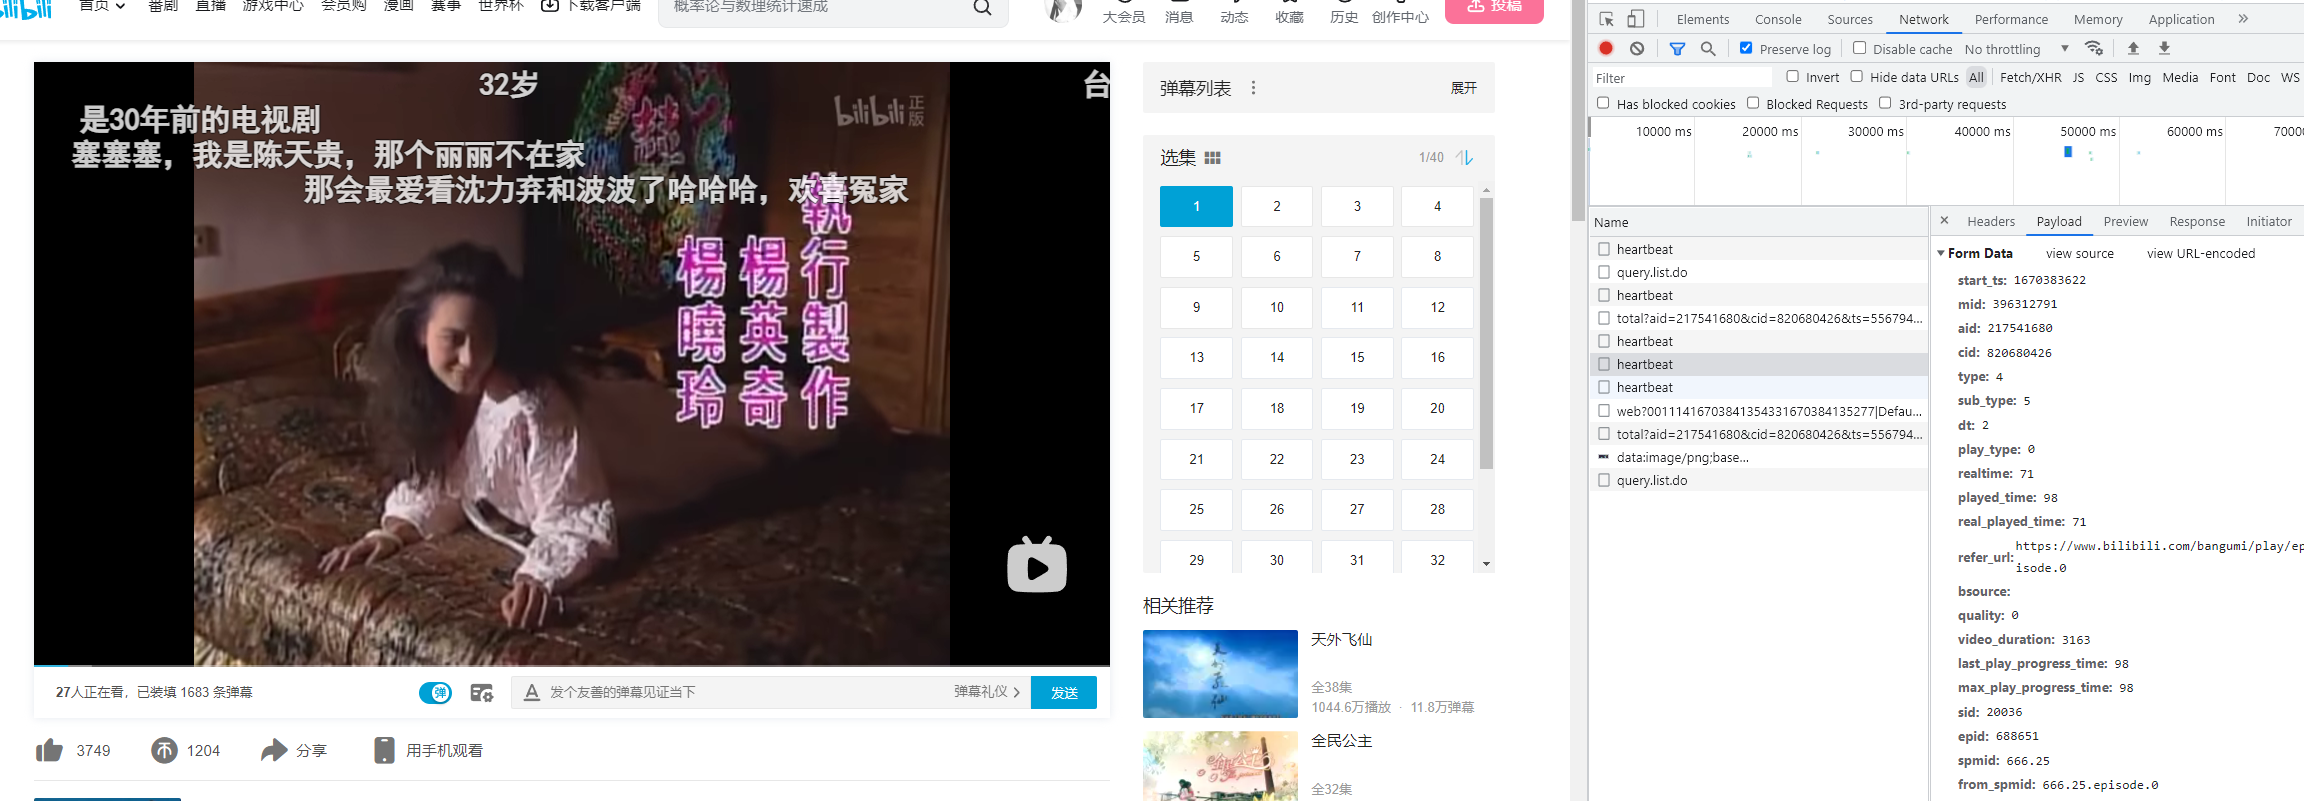 bilibili 首页 番剧 直播 游戏中心 会员购 漫画 赛事 世界杯 下载客户端
概率论与数理统计速成
大会员 消息 动态 收藏 历史 创作中心 投稿
32岁
台
是30年前的电视剧
bilibili 正版
塞塞塞，我是陈天贵，那个丽丽不在家
那会最爱看沈力弃和波波了哈哈哈，欢喜冤家
執行製作
楊英奇
楊曉玲
27人正在看，已装填 1683 条弹幕
弹
发个友善的弹幕见证当下
弹幕礼仪
发送
3749
1204
分享
用手机观看
弹幕列表
展开
选集
1/40
1 2 3 4
5 6 7 8
9 10 11 12
13 14 15 16
17 18 19 20
21 22 23 24
25 26 27 28
29 30 31 32
相关推荐
天外飞仙
全38集
1044.6万播放 · 11.8万弹幕
全民公主
全32集
Elements Console Sources Network Performance Memory Application »
Preserve log Disable cache No throttling
Filter Invert Hide data URLs All Fetch/XHR JS CSS Img Media Font Doc WS
Has blocked cookies Blocked Requests 3rd-party requests
10000 ms 20000 ms 30000 ms 40000 ms 50000 ms 60000 ms 7000
Name
heartbeat
query.list.do
heartbeat
total?aid=217541680&cid=820680426&ts=556794...
heartbeat
heartbeat
heartbeat
web?0011141670384135433167038413­5277|Defau...
total?aid=217541680&cid=820680426&ts=556794...
data:image/png;base...
query.list.do
× Headers Payload Preview Response Initiator
Form Data view source view URL-encoded
start_ts: 1670383622
mid: 396312791
aid: 217541680
cid: 820680426
type: 4
sub_type: 5
dt: 2
play_type: 0
realtime: 71
played_time: 98
real_played_time: 71
refer_url: https://www.bilibili.com/bangumi/play/ep
isode.0
bsource:
quality: 0
video_duration: 3163
last_play_progress_time: 98
max_play_progress_time: 98
sid: 20036
epid: 688651
spmid: 666.25
from_spmid: 666.25.episode.0